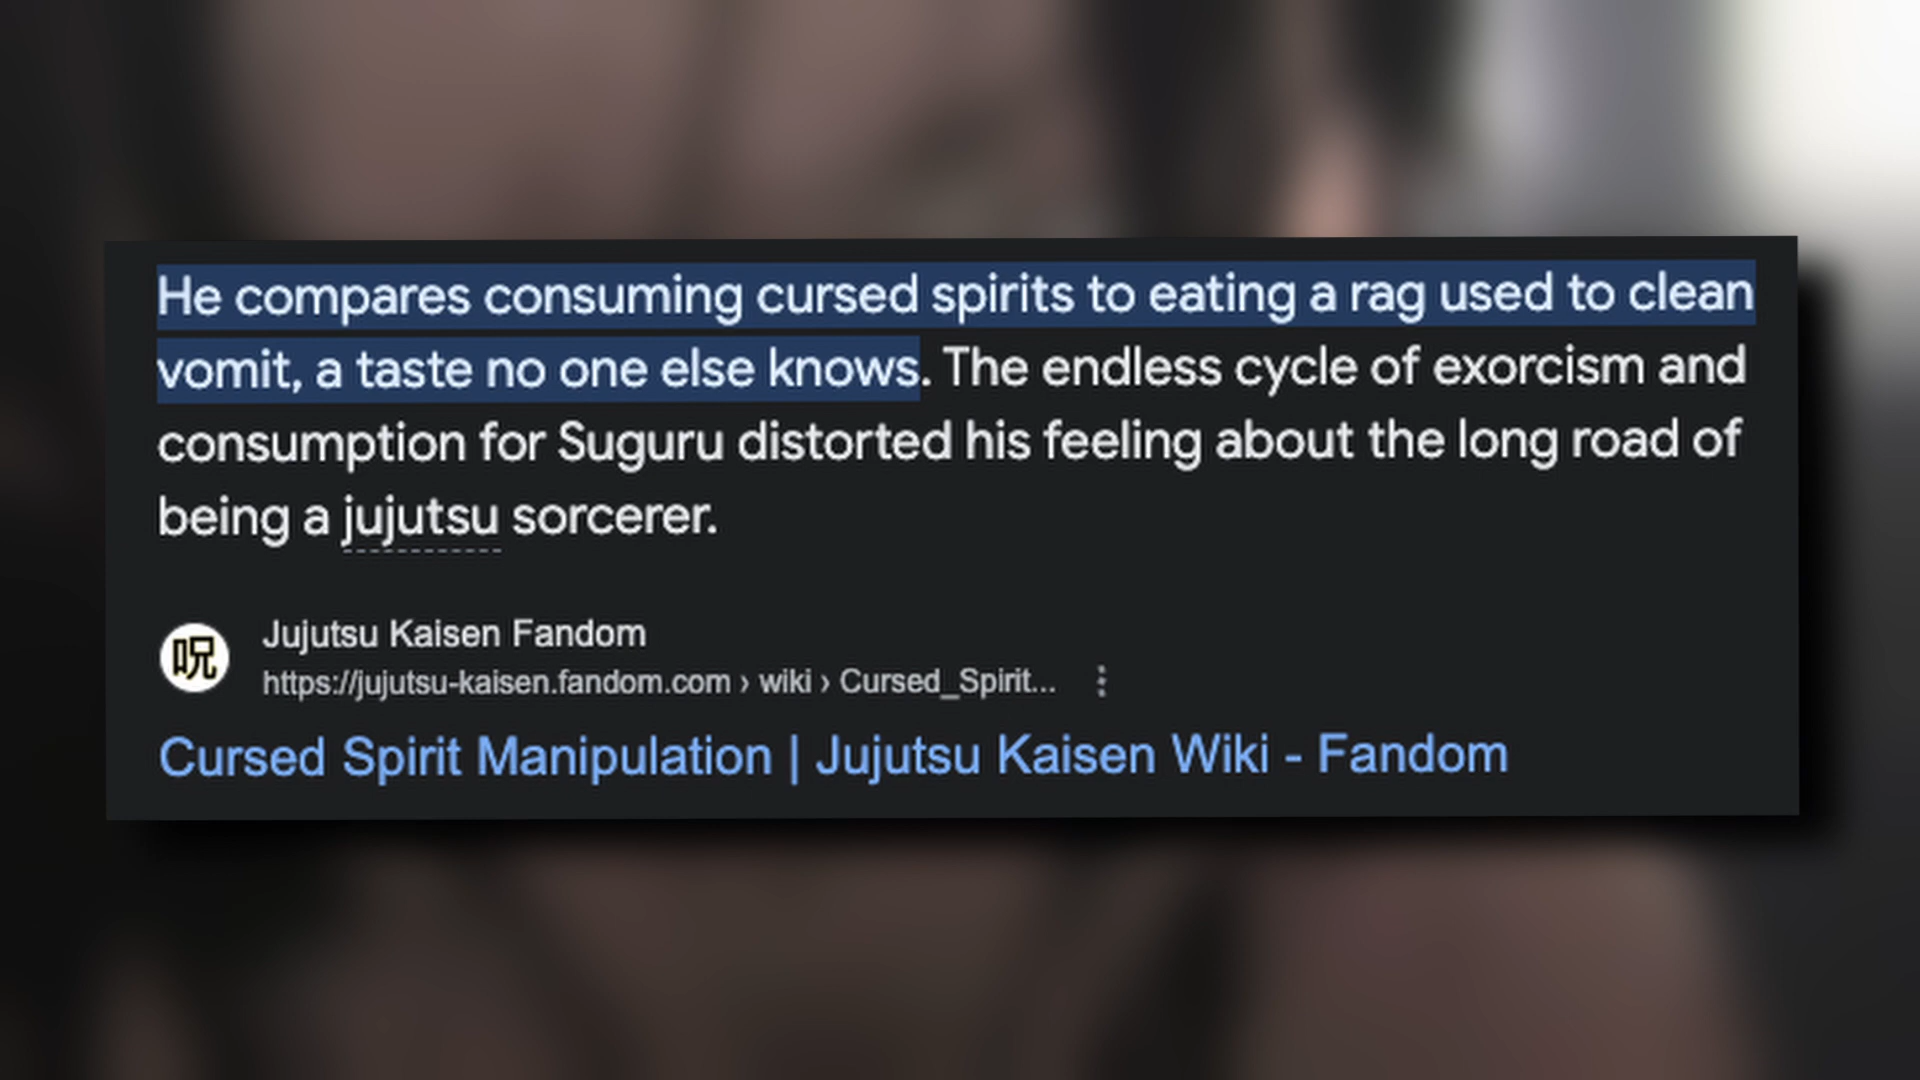 He compares consuming cursed spirits to eating a rag used to clean
vomit, a taste no one else knows. The endless cycle of exorcism and
consumption for Suguru distorted his feeling about the long road of
being a jujutsu sorcerer.
呪
Jujutsu Kaisen Fandom
https://jujutsu-kaisen.fandom.com › wiki › Cursed_Spirit...
Cursed Spirit Manipulation | Jujutsu Kaisen Wiki - Fandom